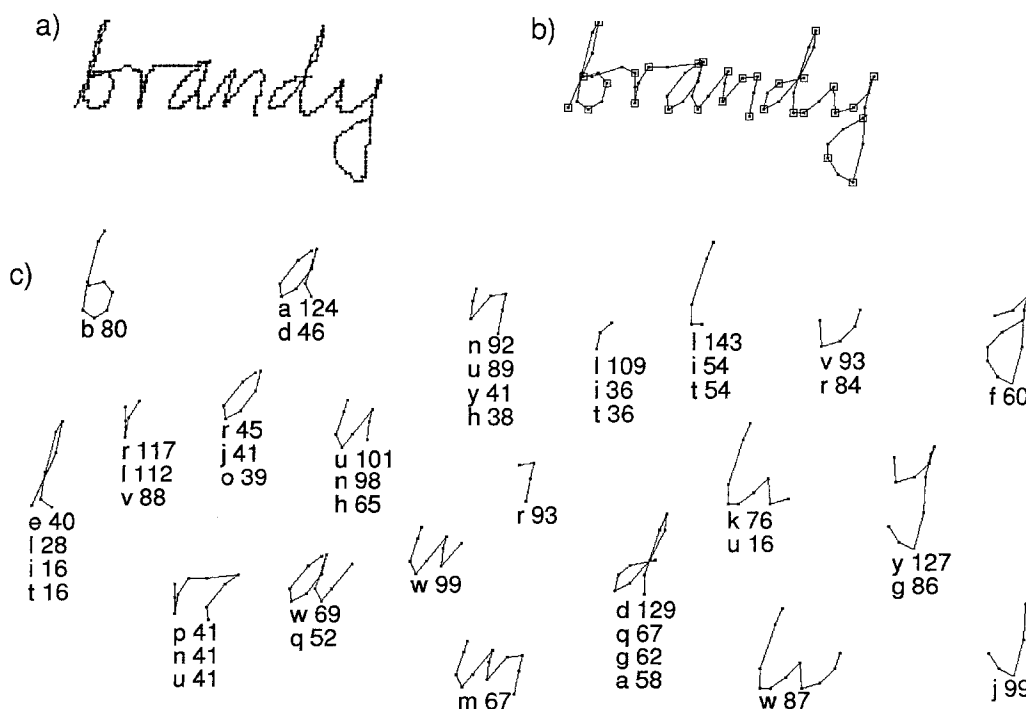 a)
brandy
b)
brandy
c)
b 80
a 124
d 46
n 92
u 89
y 41
h 38
l 109
i 36
t 36
l 143
i 54
t 54
v 93
r 84
f 60
e 40
l 28
i 16
t 16
r 117
l 112
v 88
r 45
j 41
o 39
u 101
n 98
h 65
r 93
k 76
u 16
y 127
g 86
p 41
n 41
u 41
w 69
q 52
w 99
m 67
d 129
q 67
g 62
a 58
w 87
j 99